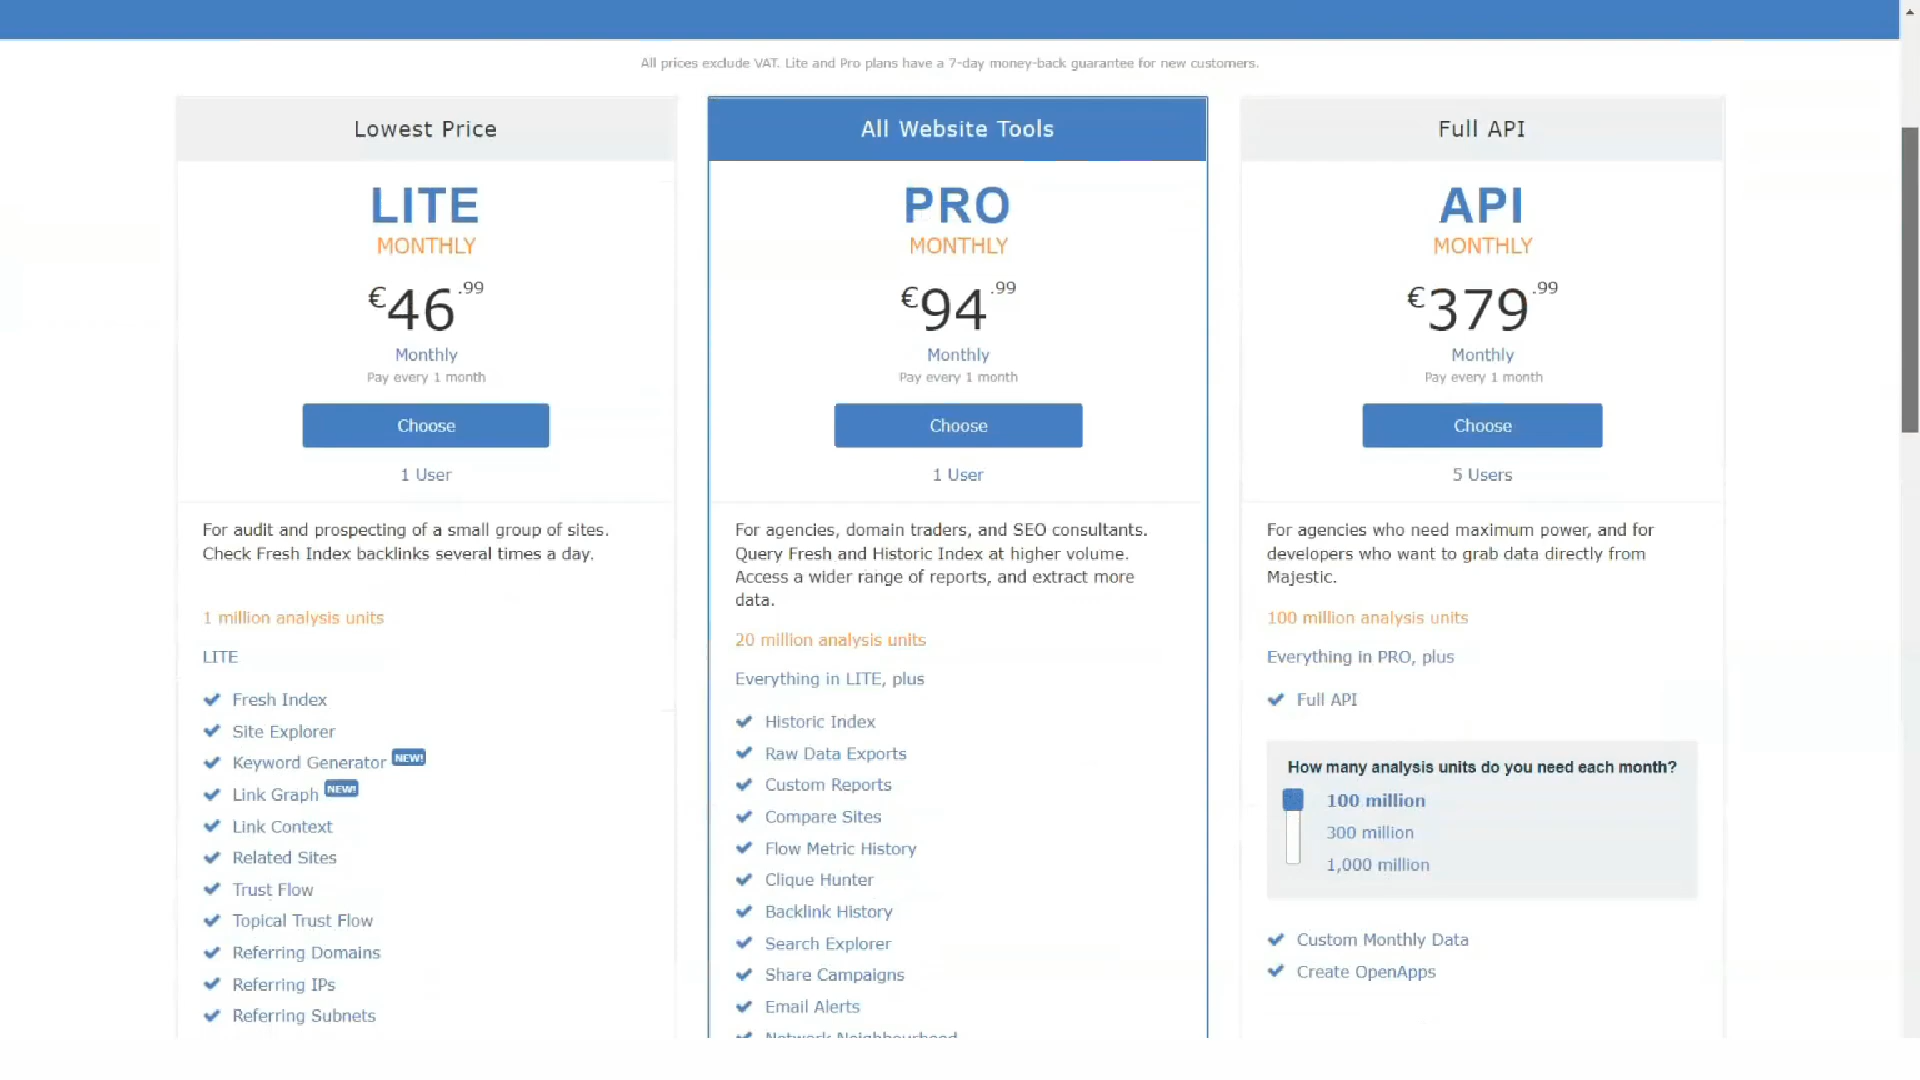 All prices exclude VAT. Lite and Pro plans have a 7-day money-back guarantee for new customers.
Lowest Price
LITE
MONTHLY
€46.99
Monthly
Pay every 1 month
Choose
1 User
For audit and prospecting of a small group of sites.
Check Fresh Index backlinks several times a day.
1 million analysis units
LITE
Fresh Index
Site Explorer
Keyword Generator NEW!
Link Graph NEW!
Link Context
Related Sites
Trust Flow
Topical Trust Flow
Referring Domains
Referring IPs
Referring Subnets
All Website Tools
PRO
MONTHLY
€94.99
Monthly
Pay every 1 month
Choose
1 User
For agencies, domain traders, and SEO consultants.
Query Fresh and Historic Index at higher volume.
Access a wider range of reports, and extract more
data.
20 million analysis units
Everything in LITE, plus
Historic Index
Raw Data Exports
Custom Reports
Compare Sites
Flow Metric History
Clique Hunter
Backlink History
Search Explorer
Share Campaigns
Email Alerts
Network Neighbourhood
Full API
API
MONTHLY
€379.99
Monthly
Pay every 1 month
Choose
5 Users
For agencies who need maximum power, and for
developers who want to grab data directly from
Majestic.
100 million analysis units
Everything in PRO, plus
Full API
How many analysis units do you need each month?
100 million
300 million
1,000 million
Custom Monthly Data
Create OpenApps